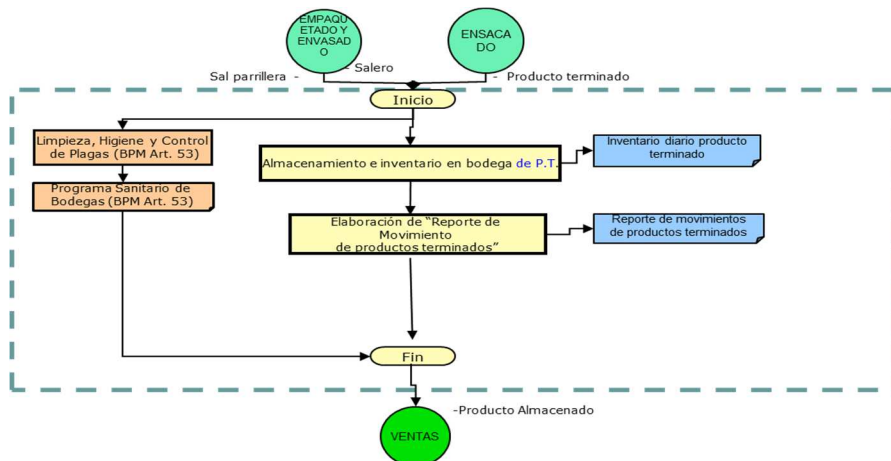 EMPAQU
ETADO Y
ENVASAD
O
ENSACA
DO
- Salero
Sal parrillera -
- Producto terminado
Inicio
Limpieza, Higiene y Control
de Plagas (BPM Art. 53)
Almacenamiento e inventario en bodega de P.T.
Inventario diario producto
terminado
Programa Sanitario de
Bodegas (BPM Art. 53)
Elaboración de “Reporte de
Movimiento
de productos terminados”
Reporte de movimientos
de productos terminados
Fin
-Producto Almacenado
VENTAS